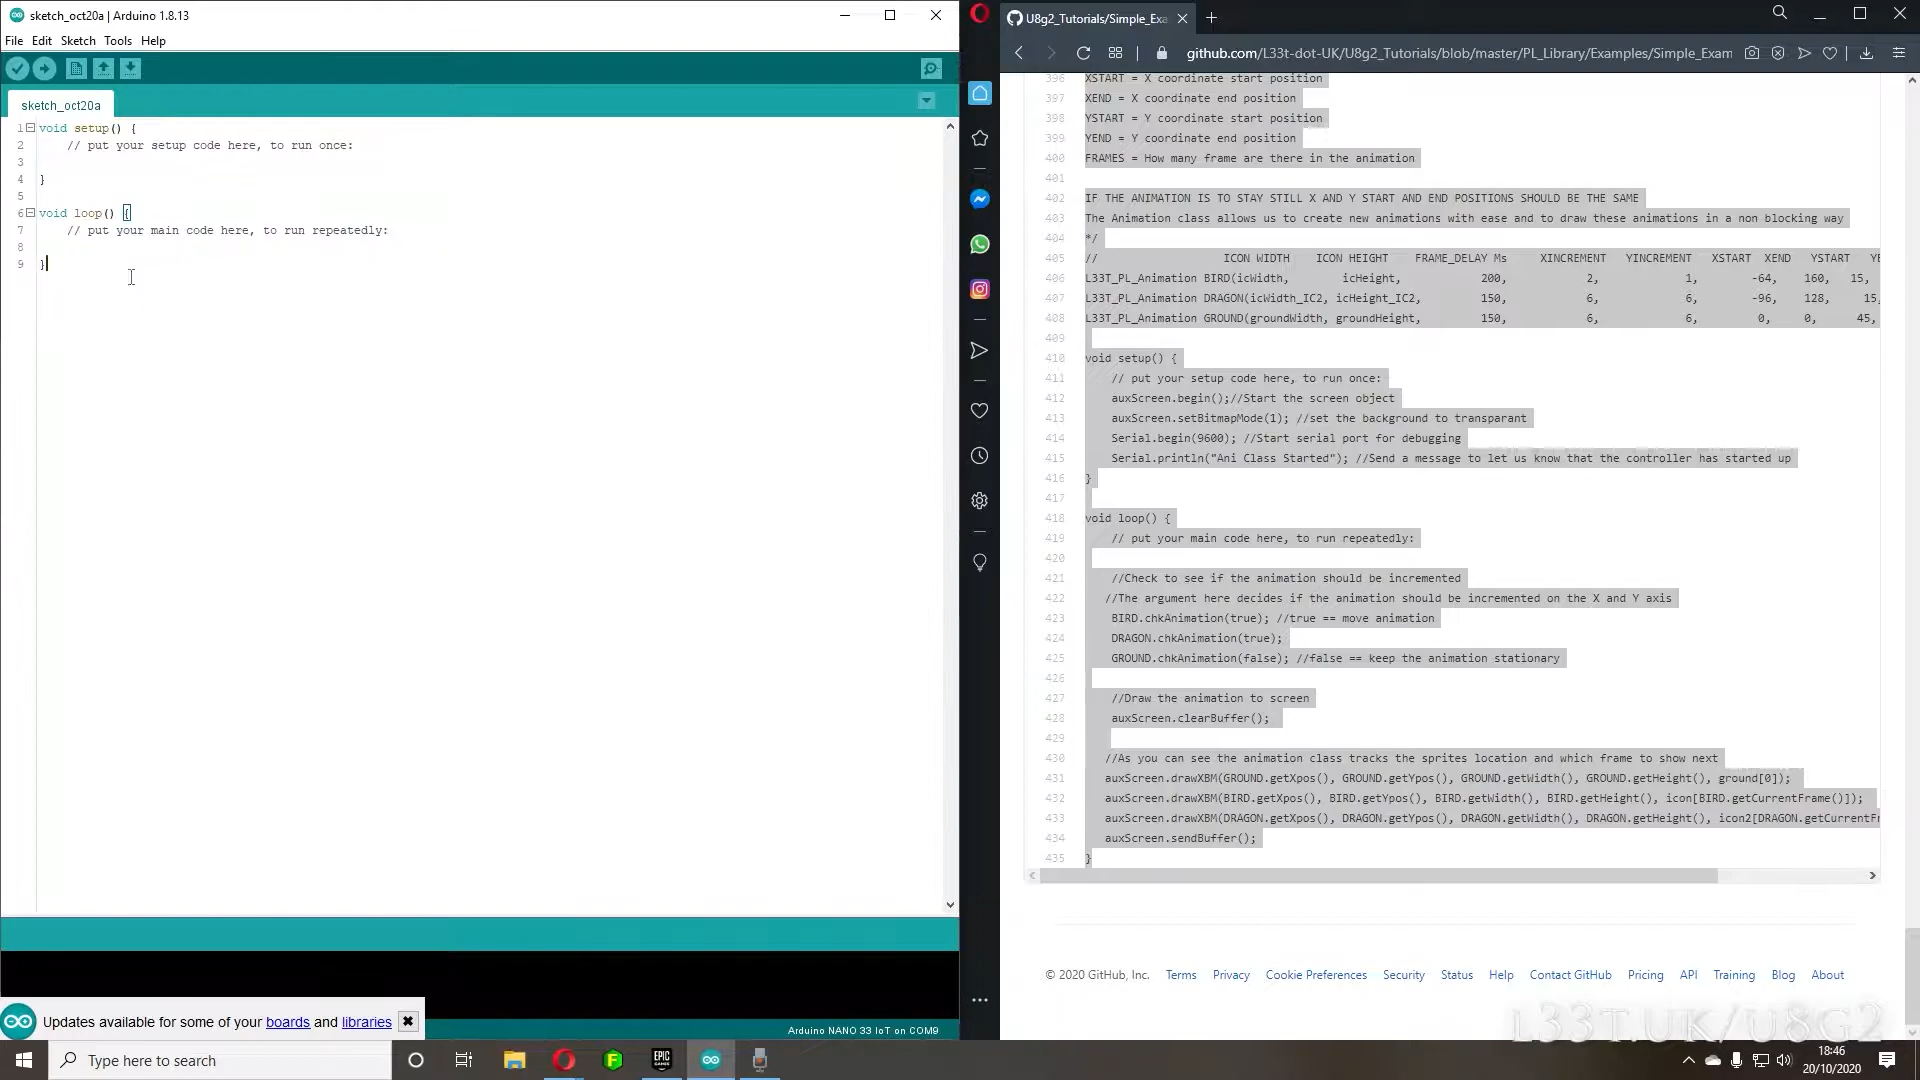 sketch_oct20a | Arduino 1.8.13
File Edit Sketch Tools Help
sketch_oct20a
1 void setup() {
2 // put your setup code here, to run once:
3
4 }
5
6 void loop() {
7 // put your main code here, to run repeatedly:
8
9 }
Updates available for some of your boards and libraries
Arduino NANO 33 IoT on COM9
U8g2_Tutorials/Simple_Exa
github.com/L33t-dot-UK/U8g2_Tutorials/blob/master/PL_Library/Examples/Simple_Exam
396 XSTART = X coordinate start position
397 XEND = X coordinate end position
398 YSTART = Y coordinate start position
399 YEND = Y coordinate end position
400 FRAMES = How many frame are there in the animation
401
402 IF THE ANIMATION IS TO STAY STILL X AND Y START AND END POSITIONS SHOULD BE THE SAME
403 The Animation class allows us to create new animations with ease and to draw these animations in a non blocking way
404 */
405 // ICON WIDTH ICON HEIGHT FRAME_DELAY Ms XINCREMENT YINCREMENT XSTART XEND YSTART YE
406 L33T_PL_Animation BIRD(icWidth, icHeight, 200, 2, 1, -64, 160, 15,
407 L33T_PL_Animation DRAGON(icWidth_IC2, icHeight_IC2, 150, 6, 6, -96, 128, 15,
408 L33T_PL_Animation GROUND(groundWidth, groundHeight, 150, 6, 6, 0, 0, 45,
409
410 void setup() {
411 // put your setup code here, to run once:
412 auxScreen.begin();//Start the screen object
413 auxScreen.setBitmapMode(1); //set the background to transparant
414 Serial.begin(9600); //Start serial port for debugging
415 Serial.println("Ani Class Started"); //Send a message to let us know that the controller has started up
416 }
417
418 void loop() {
419 // put your main code here, to run repeatedly:
420
421 //Check to see if the animation should be incremented
422 //The argument here decides if the animation should be incremented on the X and Y axis
423 BIRD.chkAnimation(true); //true == move animation
424 DRAGON.chkAnimation(true);
425 GROUND.chkAnimation(false); //false == keep the animation stationary
426
427 //Draw the animation to screen
428 auxScreen.clearBuffer();
429
430 //As you can see the animation class tracks the sprites location and which frame to show next
431 auxScreen.drawXBM(GROUND.getXpos(), GROUND.getYpos(), GROUND.getWidth(), GROUND.getHeight(), ground[0]);
432 auxScreen.drawXBM(BIRD.getXpos(), BIRD.getYpos(), BIRD.getWidth(), BIRD.getHeight(), icon[BIRD.getCurrentFrame()]);
433 auxScreen.drawXBM(DRAGON.getXpos(), DRAGON.getYpos(), DRAGON.getWidth(), DRAGON.getHeight(), icon2[DRAGON.getCurrentFr
434 auxScreen.sendBuffer();
435 }
© 2020 GitHub, Inc. Terms Privacy Cookie Preferences Security Status Help Contact GitHub Pricing API Training Blog About
L33T.UK/U8G2
Type here to search
EPIC GAMES
18:46
20/10/2020